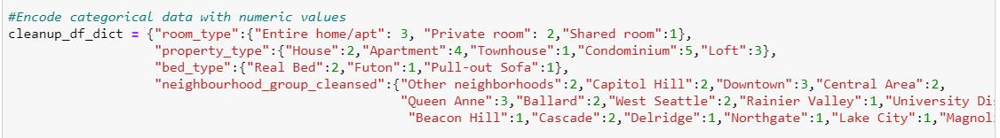 #Encode categorical data with numeric values
cleanup_df_dict = {"room_type":{"Entire home/apt": 3, "Private room": 2,"Shared room":1},
"property_type":{"House":2,"Apartment":4,"Townhouse":1,"Condominium":5,"Loft":3},
"bed_type":{"Real Bed":2,"Futon":1,"Pull-out Sofa":1},
"neighbourhood_group_cleansed":{"Other neighborhoods":2,"Capitol Hill":2,"Downtown":3,"Central Area":2,
"Queen Anne":3,"Ballard":2,"West Seattle":2,"Rainier Valley":1,"University Di
"Beacon Hill":1,"Cascade":2,"Delridge":1,"Northgate":1,"Lake City":1,"Magnol